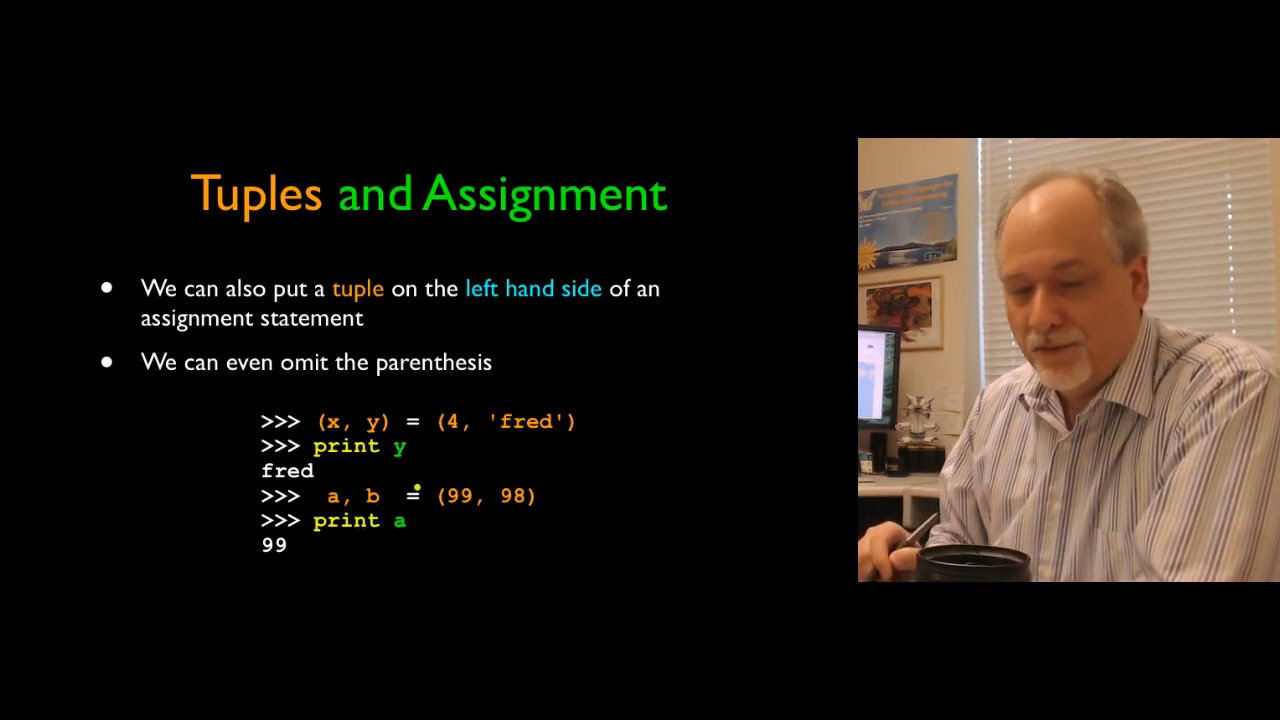 Tuples and Assignment
• We can also put a tuple on the left hand side of an
assignment statement
• We can even omit the parenthesis
>>> (x, y) = (4, 'fred')
>>> print y
fred
>>>  a, b  = (99, 98)
>>> print a
99